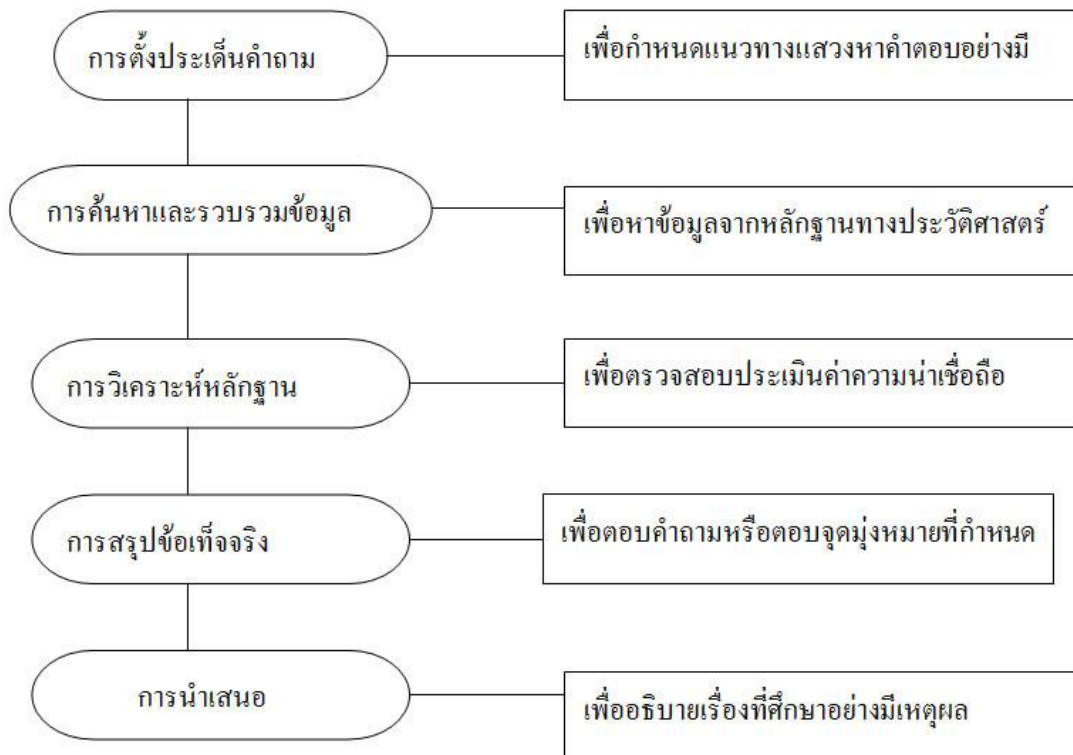 การตั้งประเด็นคำถาม
เพื่อกำหนดแนวทางแสวงหาคำตอบอย่างมี
การค้นหาและรวบรวมข้อมูล
เพื่อหาข้อมูลจากหลักฐานทางประวัติศาสตร์
การวิเคราะห์หลักฐาน
เพื่อตรวจสอบประเมินค่าความน่าเชื่อถือ
การสรุปข้อเท็จจริง
เพื่อตอบคำถามหรือตอบจุดมุ่งหมายที่กำหนด
การนำเสนอ
เพื่ออธิบายเรื่องที่ศึกษาอย่างมีเหตุผล